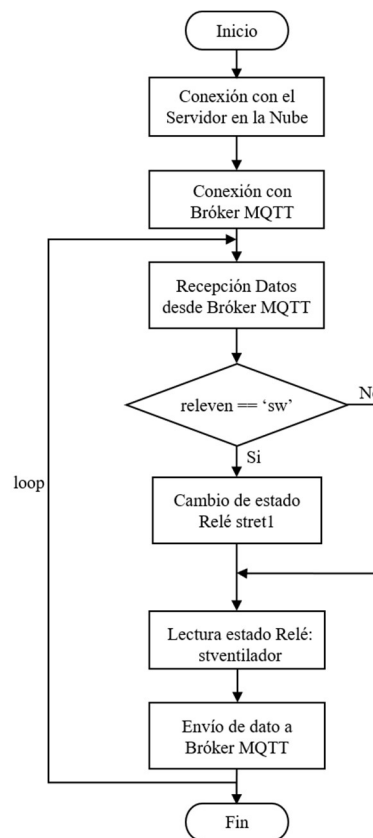 Inicio
Conexión con el
Servidor en la Nube
Conexión con
Bróker MQTT
Recepción Datos
desde Bróker MQTT
releven == ‘sw’
No
Si
loop
Cambio de estado
Relé stret1
Lectura estado Relé:
stventilador
Envío de dato a
Bróker MQTT
Fin